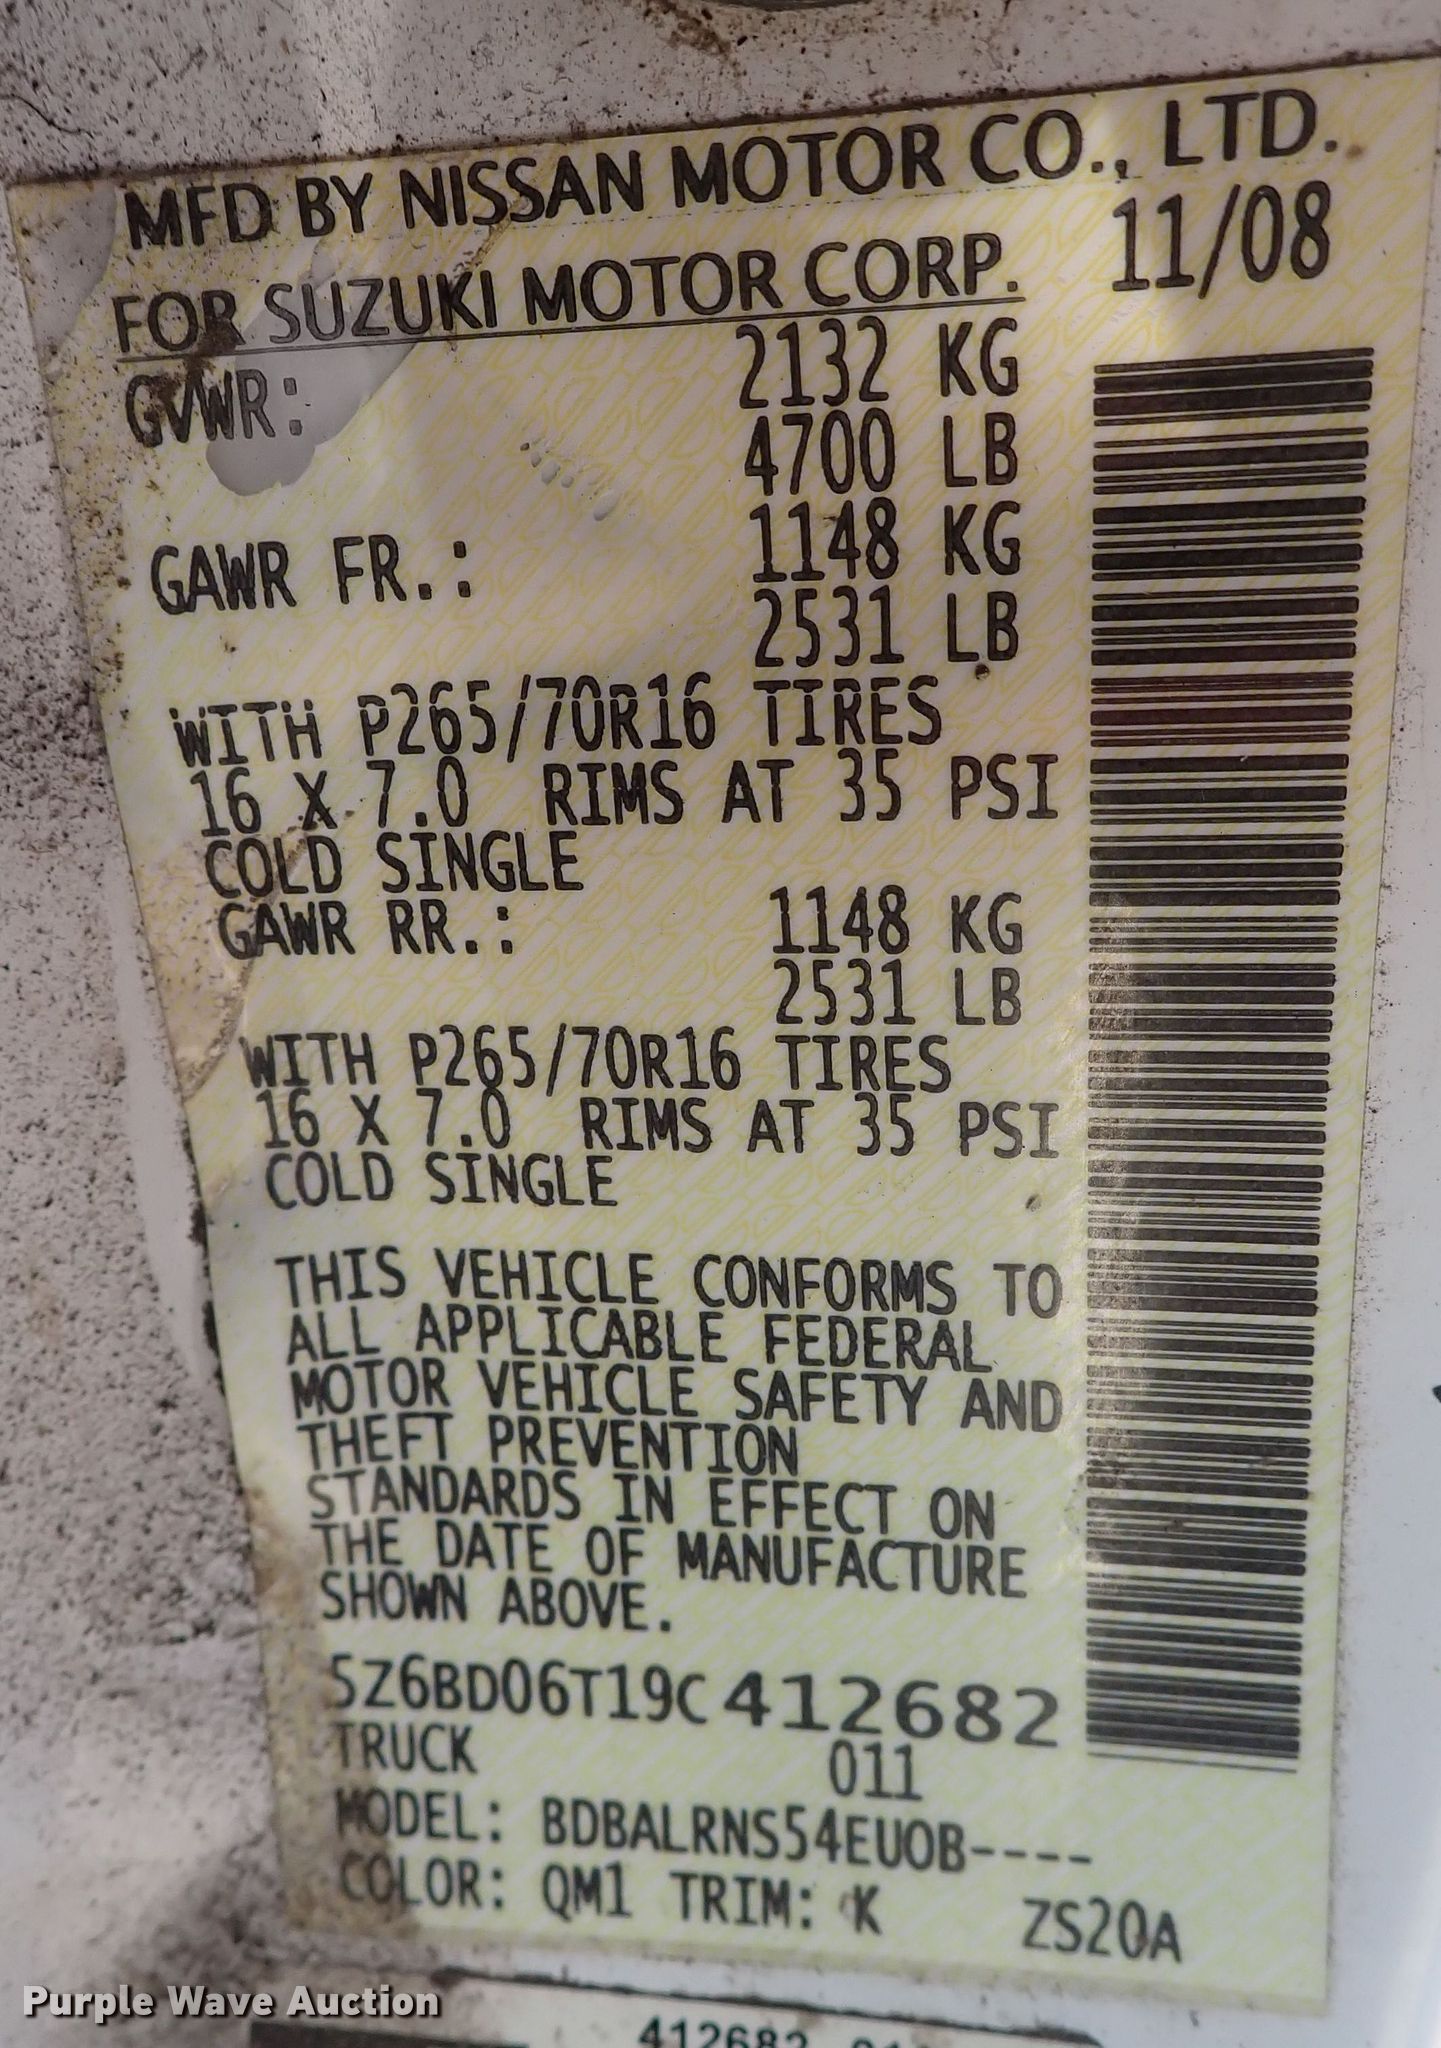 MFD BY NISSAN MOTOR CO., LTD.
FOR SUZUKI MOTOR CORP. 11/08
GVWR: 2132 KG
4700 LB
GAWR FR.: 1148 KG
2531 LB
WITH P265/70R16 TIRES
16 X 7.0 RIMS AT 35 PSI
COLD SINGLE
GAWR RR.: 1148 KG
2531 LB
WITH P265/70R16 TIRES
16 X 7.0 RIMS AT 35 PSI
COLD SINGLE
THIS VEHICLE CONFORMS TO
ALL APPLICABLE FEDERAL
MOTOR VEHICLE SAFETY AND
THEFT PREVENTION
STANDARDS IN EFFECT ON
THE DATE OF MANUFACTURE
SHOWN ABOVE.
5Z6BD06T19C412682
TRUCK 011
MODEL: BDBALRNS54EUOB----
COLOR: QM1 TRIM: K ZS20A
Purple Wave Auction
412682